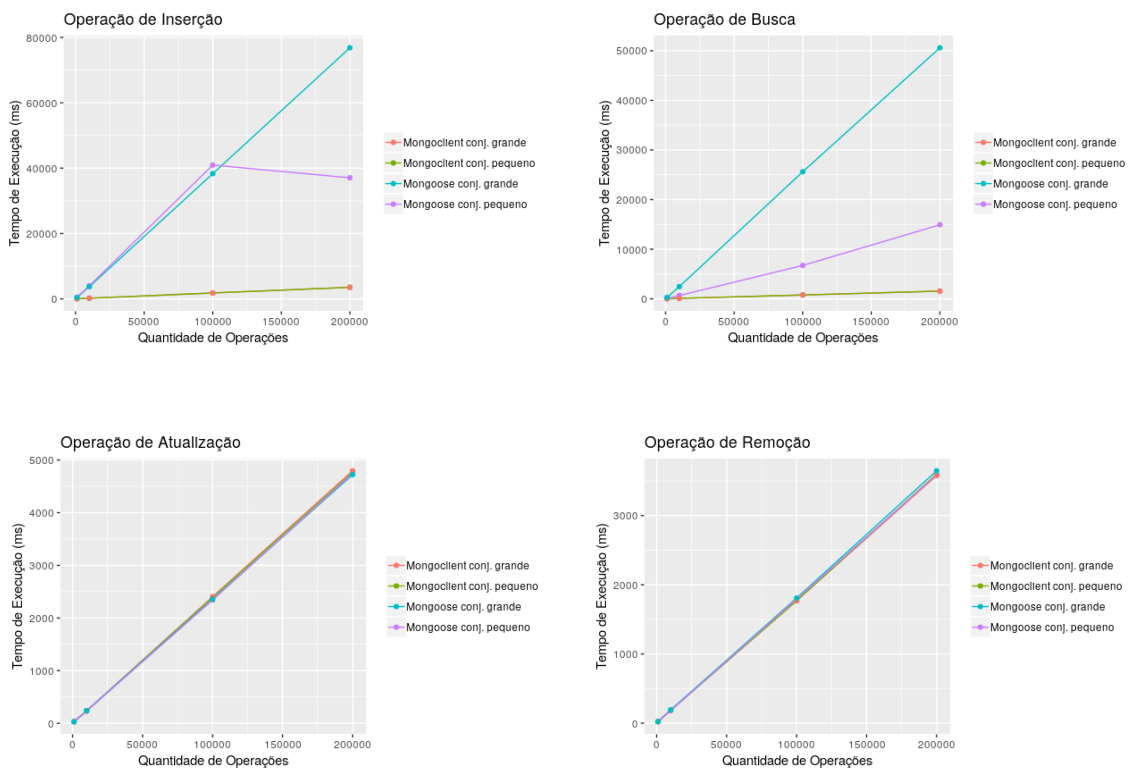 Operação de Inserção
80000
60000
40000
20000
0
Tempo de Execução (ms)
0 50000 100000 150000 200000
Quantidade de Operações
Mongoclient conj. grande
Mongoclient conj. pequeno
Mongoose conj. grande
Mongoose conj. pequeno
Operação de Busca
50000
40000
30000
20000
10000
0
Tempo de Execução (ms)
0 50000 100000 150000 200000
Quantidade de Operações
Mongoclient conj. grande
Mongoclient conj. pequeno
Mongoose conj. grande
Mongoose conj. pequeno
Operação de Atualização
5000
4000
3000
2000
1000
0
Tempo de Execução (ms)
0 50000 100000 150000 200000
Quantidade de Operações
Mongoclient conj. grande
Mongoclient conj. pequeno
Mongoose conj. grande
Mongoose conj. pequeno
Operação de Remoção
3000
2000
1000
0
Tempo de Execução (ms)
0 50000 100000 150000 200000
Quantidade de Operações
Mongoclient conj. grande
Mongoclient conj. pequeno
Mongoose conj. grande
Mongoose conj. pequeno